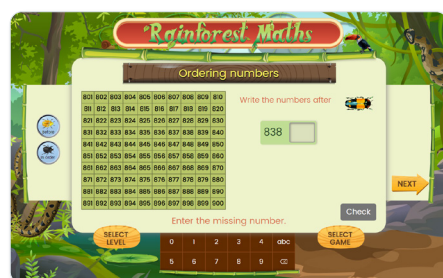 Rainforest Maths
Ordering numbers
801 802 803 804 805 806 807 808 809 810
811 812 813 814 815 816 817 818 819 820
821 822 823 824 825 826 827 828 829 830
831 832 833 834 835 836 837 838 839 840
841 842 843 844 845 846 847 848 849 850
851 852 853 854 855 856 857 858 859 860
861 862 863 864 865 866 867 868 869 870
871 872 873 874 875 876 877 878 879 880
881 882 883 884 885 886 887 888 889 890
891 892 893 894 895 896 897 898 899 900
Write the numbers after
838
before
in order
NEXT
Check
Enter the missing number.
SELECT
LEVEL
0 1 2 3 4 abc
5 6 7 8 9
SELECT
GAME